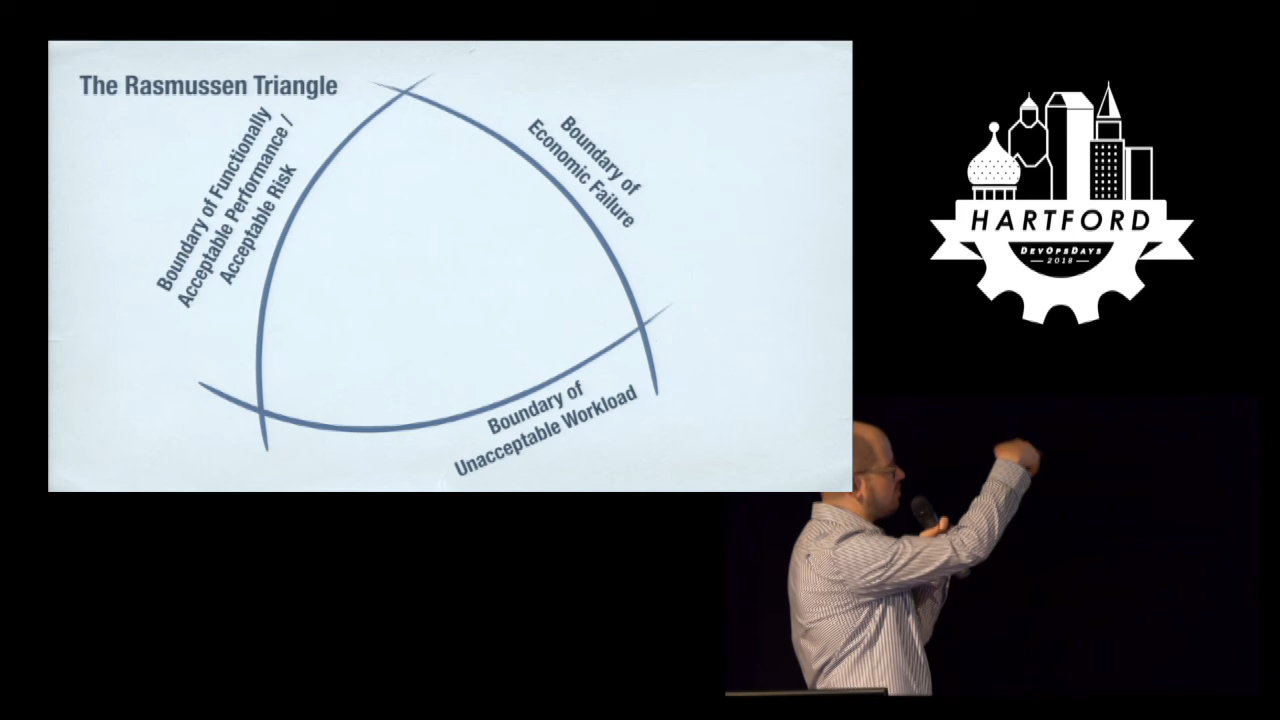 The Rasmussen Triangle
Boundary of Functionally
Acceptable Performance /
Acceptable Risk
Boundary of
Economic Failure
Boundary of
Unacceptable Workload
HARTFORD
DEVOPSDAYS
2018